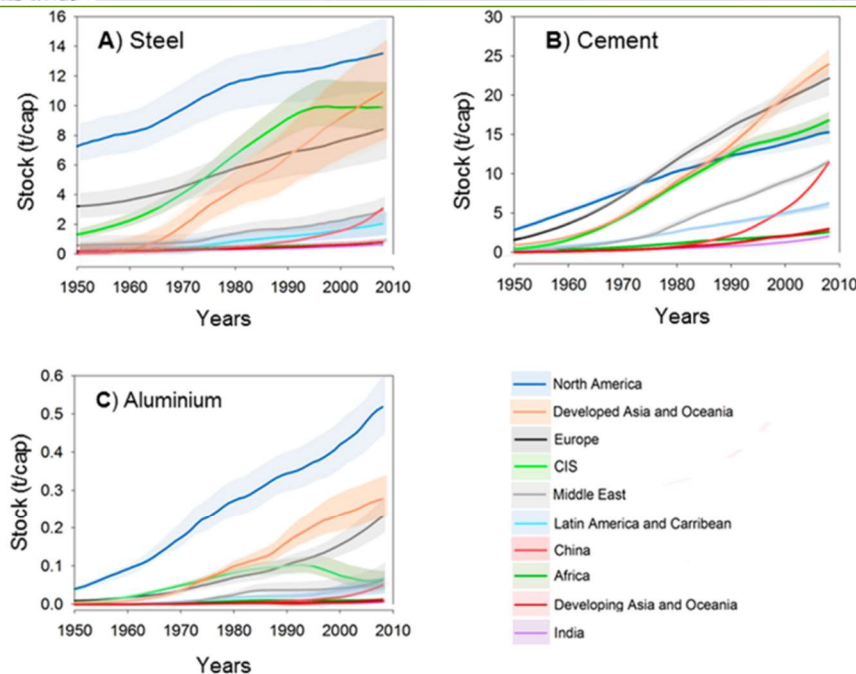 A) Steel
Stock (t/cap)
16
14
12
10
8
6
4
2
0
1950 1960 1970 1980 1990 2000 2010
Years
B) Cement
Stock (t/cap)
30
25
20
15
10
5
0
1950 1960 1970 1980 1990 2000 2010
Years
C) Aluminium
Stock (t/cap)
0.6
0.5
0.4
0.3
0.2
0.1
0.0
1950 1960 1970 1980 1990 2000 2010
Years
North America
Developed Asia and Oceania
Europe
CIS
Middle East
Latin America and Carribean
China
Africa
Developing Asia and Oceania
India